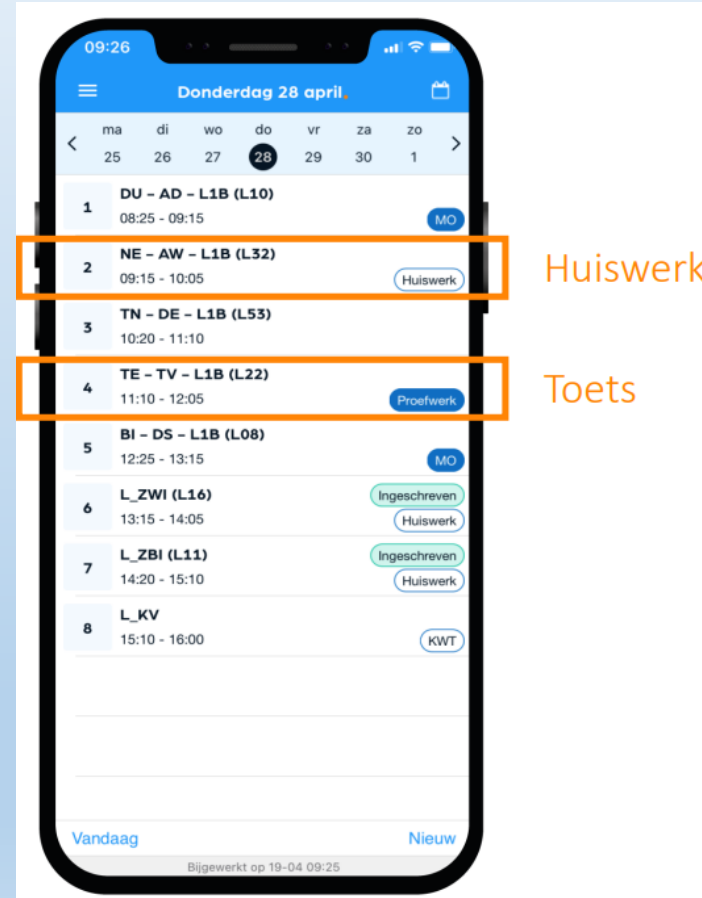 09:26
Donderdag 28 april.
ma di wo do vr za zo
25 26 27 28 29 30 1
1 DU – AD – L1B (L10)
08:25 - 09:15 MO
2 NE – AW – L1B (L32)
09:15 - 10:05 Huiswerk
Huiswerk
3 TN – DE – L1B (L53)
10:20 - 11:10
4 TE – TV – L1B (L22)
11:10 - 12:05 Proefwerk
Toets
5 BI – DS – L1B (L08)
12:25 - 13:15 MO
6 L_ZWI (L16) Ingeschreven
13:15 - 14:05 Huiswerk
7 L_ZBI (L11) Ingeschreven
14:20 - 15:10 Huiswerk
8 L_KV
15:10 - 16:00 KWT
Vandaag Nieuw
Bijgewerkt op 19-04 09:25